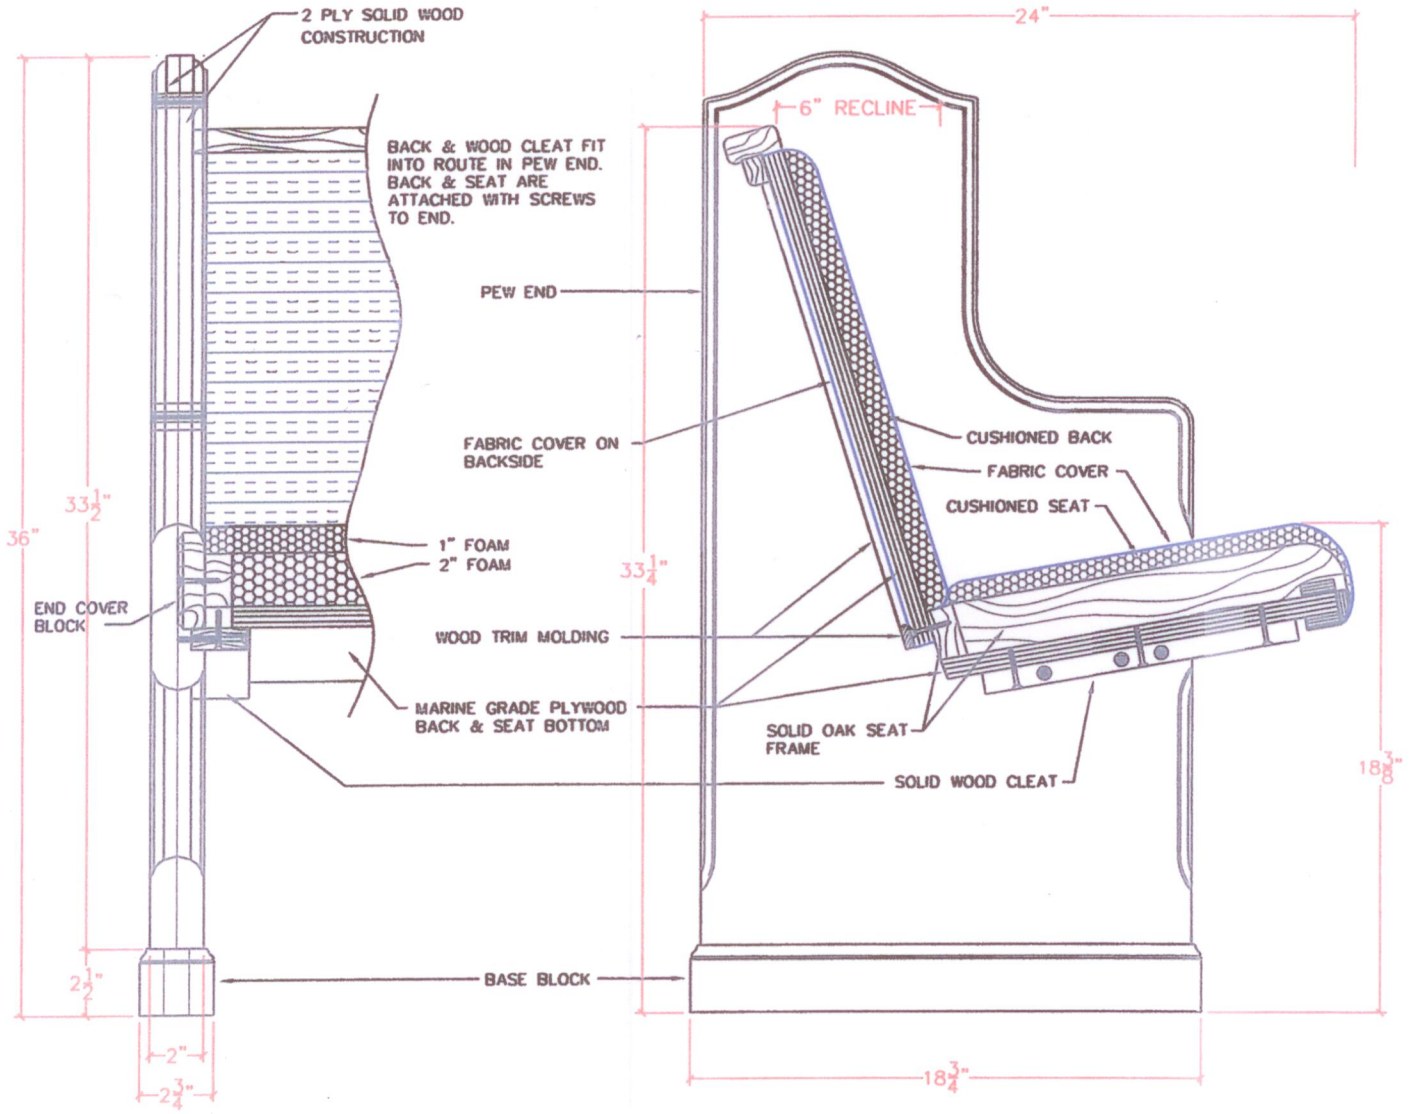 2 PLY SOLID WOOD
CONSTRUCTION
24"
6" RECLINE
BACK & WOOD CLEAT FIT
INTO ROUTE IN PEW END.
BACK & SEAT ARE
ATTACHED WITH SCREWS
TO END.
PEW END
FABRIC COVER ON
BACKSIDE
CUSHIONED BACK
FABRIC COVER
CUSHIONED SEAT
33 1/2"
36"
1" FOAM
2" FOAM
33 1/4"
END COVER
BLOCK
WOOD TRIM MOLDING
MARINE GRADE PLYWOOD
BACK & SEAT BOTTOM
SOLID OAK SEAT
FRAME
SOLID WOOD CLEAT
18 3/8"
2 1/2"
BASE BLOCK
2"
2 3/4"
18 3/4"